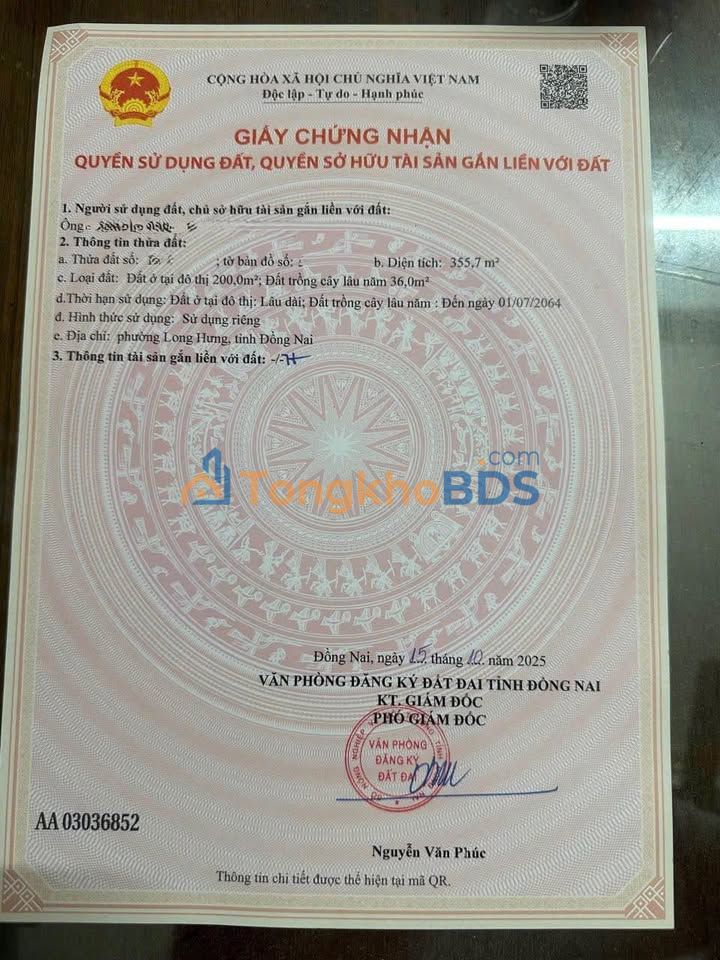 CỘNG HÒA XÃ HỘI CHỦ NGHĨA VIỆT NAM
Độc lập - Tự do - Hạnh phúc
GIẤY CHỨNG NHẬN
QUYỀN SỬ DỤNG ĐẤT, QUYỀN SỞ HỮU TÀI SẢN GẮN LIỀN VỚI ĐẤT
1. Người sử dụng đất, chủ sở hữu tài sản gắn liền với đất:
Ông:
2. Thông tin thửa đất:
a. Thửa đất số: ; tờ bản đồ số: b. Diện tích: 355,7 m²
c. Loại đất: Đất ở tại đô thị 200,0m²; Đất trồng cây lâu năm 36,0m²
d.Thời hạn sử dụng: Đất ở tại đô thị: Lâu dài; Đất trồng cây lâu năm : Đến ngày 01/07/2064
đ. Hình thức sử dụng: Sử dụng riêng
e. Địa chỉ: phường Long Hưng, tỉnh Đồng Nai
3. Thông tin tài sản gắn liền với đất: -/-
TongkhoBDS.com
Đồng Nai, ngày 15 tháng 10 năm 2025
VĂN PHÒNG ĐĂNG KÝ ĐẤT ĐAI TỈNH ĐỒNG NAI
KT. GIÁM ĐỐC
PHÓ GIÁM ĐỐC
VĂN PHÒNG
ĐĂNG KÝ
ĐẤT ĐAI
AA 03036852
Nguyễn Văn Phúc
Thông tin chi tiết được thể hiện tại mã QR.